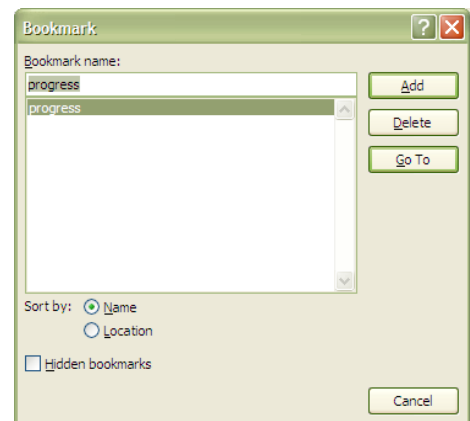 Bookmark
Bookmark name:
progress
Add
progress
Delete
Go To
Sort by: Name
Location
Hidden bookmarks
Cancel